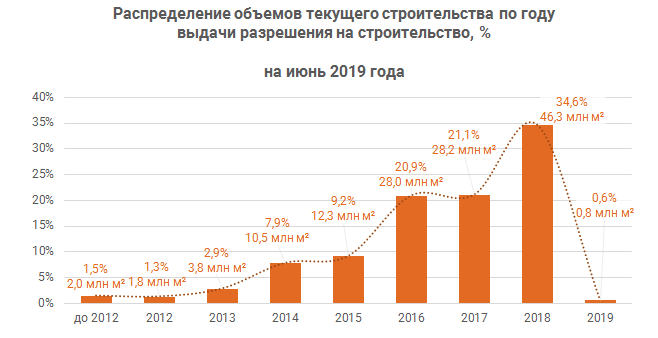 Распределение объемов текущего строительства по году
выдачи разрешения на строительство, %
на июнь 2019 года
40%
35%
30%
25%
20%
15%
10%
5%
0%
1,5%
2,0 млн м²
1,3%
1,8 млн м²
2,9%
3,8 млн м²
7,9%
10,5 млн м²
9,2%
12,3 млн м²
20,9%
28,0 млн м²
21,1%
28,2 млн м²
34,6%
46,3 млн м²
0,6%
0,8 млн м²
до 2012
2012
2013
2014
2015
2016
2017
2018
2019